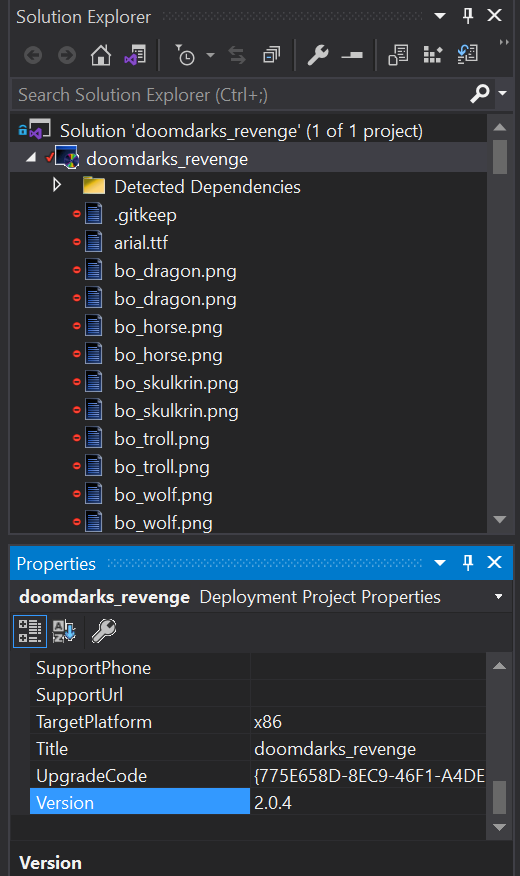 Solution Explorer
Search Solution Explorer (Ctrl+;)
Solution 'doomdarks_revenge' (1 of 1 project)
doomdarks_revenge
Detected Dependencies
.gitkeep
arial.ttf
bo_dragon.png
bo_dragon.png
bo_horse.png
bo_horse.png
bo_skulkrin.png
bo_skulkrin.png
bo_troll.png
bo_troll.png
bo_wolf.png
bo_wolf.png
Properties
doomdarks_revenge Deployment Project Properties
SupportPhone
SupportUrl
TargetPlatform x86
Title doomdarks_revenge
UpgradeCode {775E658D-8EC9-46F1-A4DE
Version 2.0.4
Version